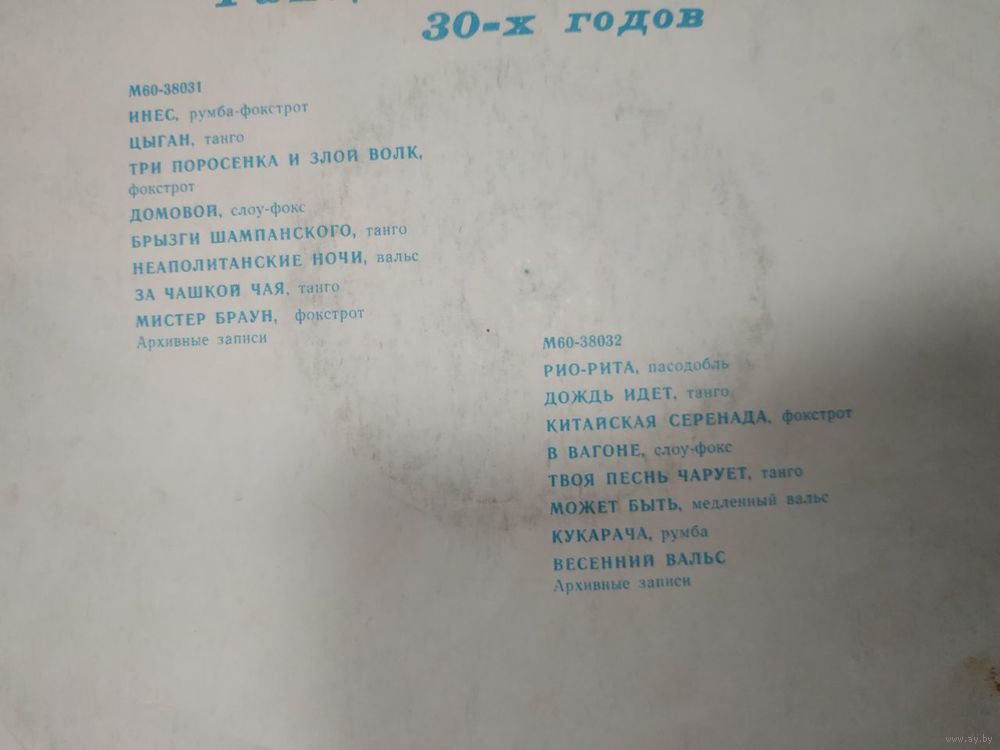 30-х годов
М60-38031
ИНЕС, румба-фокстрот
ЦЫГАН, танго
ТРИ ПОРОСЕНКА И ЗЛОЙ ВОЛК,
фокстрот
ДОМОВОЙ, слоу-фокс
БРЫЗГИ ШАМПАНСКОГО, танго
НЕАПОЛИТАНСКИЕ НОЧИ, вальс
ЗА ЧАШКОЙ ЧАЯ, танго
МИСТЕР БРАУН, фокстрот
Архивные записи
М60-38032
РИО-РИТА, пасодобль
ДОЖДЬ ИДЕТ, танго
КИТАЙСКАЯ СЕРЕНАДА, фокстрот
В ВАГОНЕ, слоу-фокс
ТВОЯ ПЕСНЬ ЧАРУЕТ, танго
МОЖЕТ БЫТЬ, медленный вальс
КУКАРАЧА, румба
ВЕСЕННИЙ ВАЛЬС
Архивные записи
www.ay.by